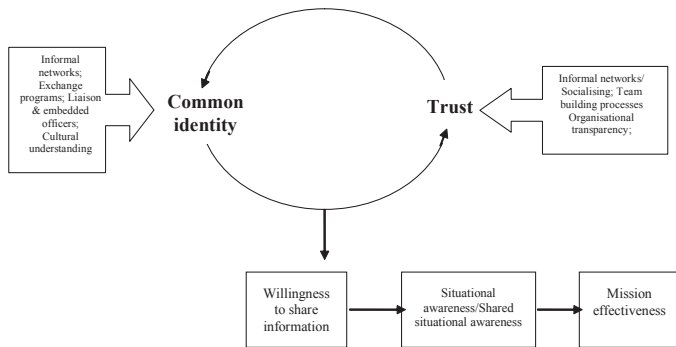 Informal
networks;
Exchange
programs; Liaison
& embedded
officers;
Cultural
understanding
Common
identity
Trust
Informal networks/
Socialising; Team
building processes
Organisational
transparency;
Willingness
to share
information
Situational
awareness/Shared
situational awareness
Mission
effectiveness